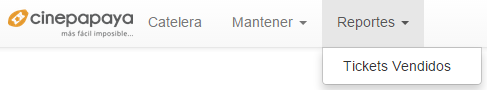 cinepapaya
más fácil imposible...
Catelera
Mantener
Reportes
Tickets Vendidos